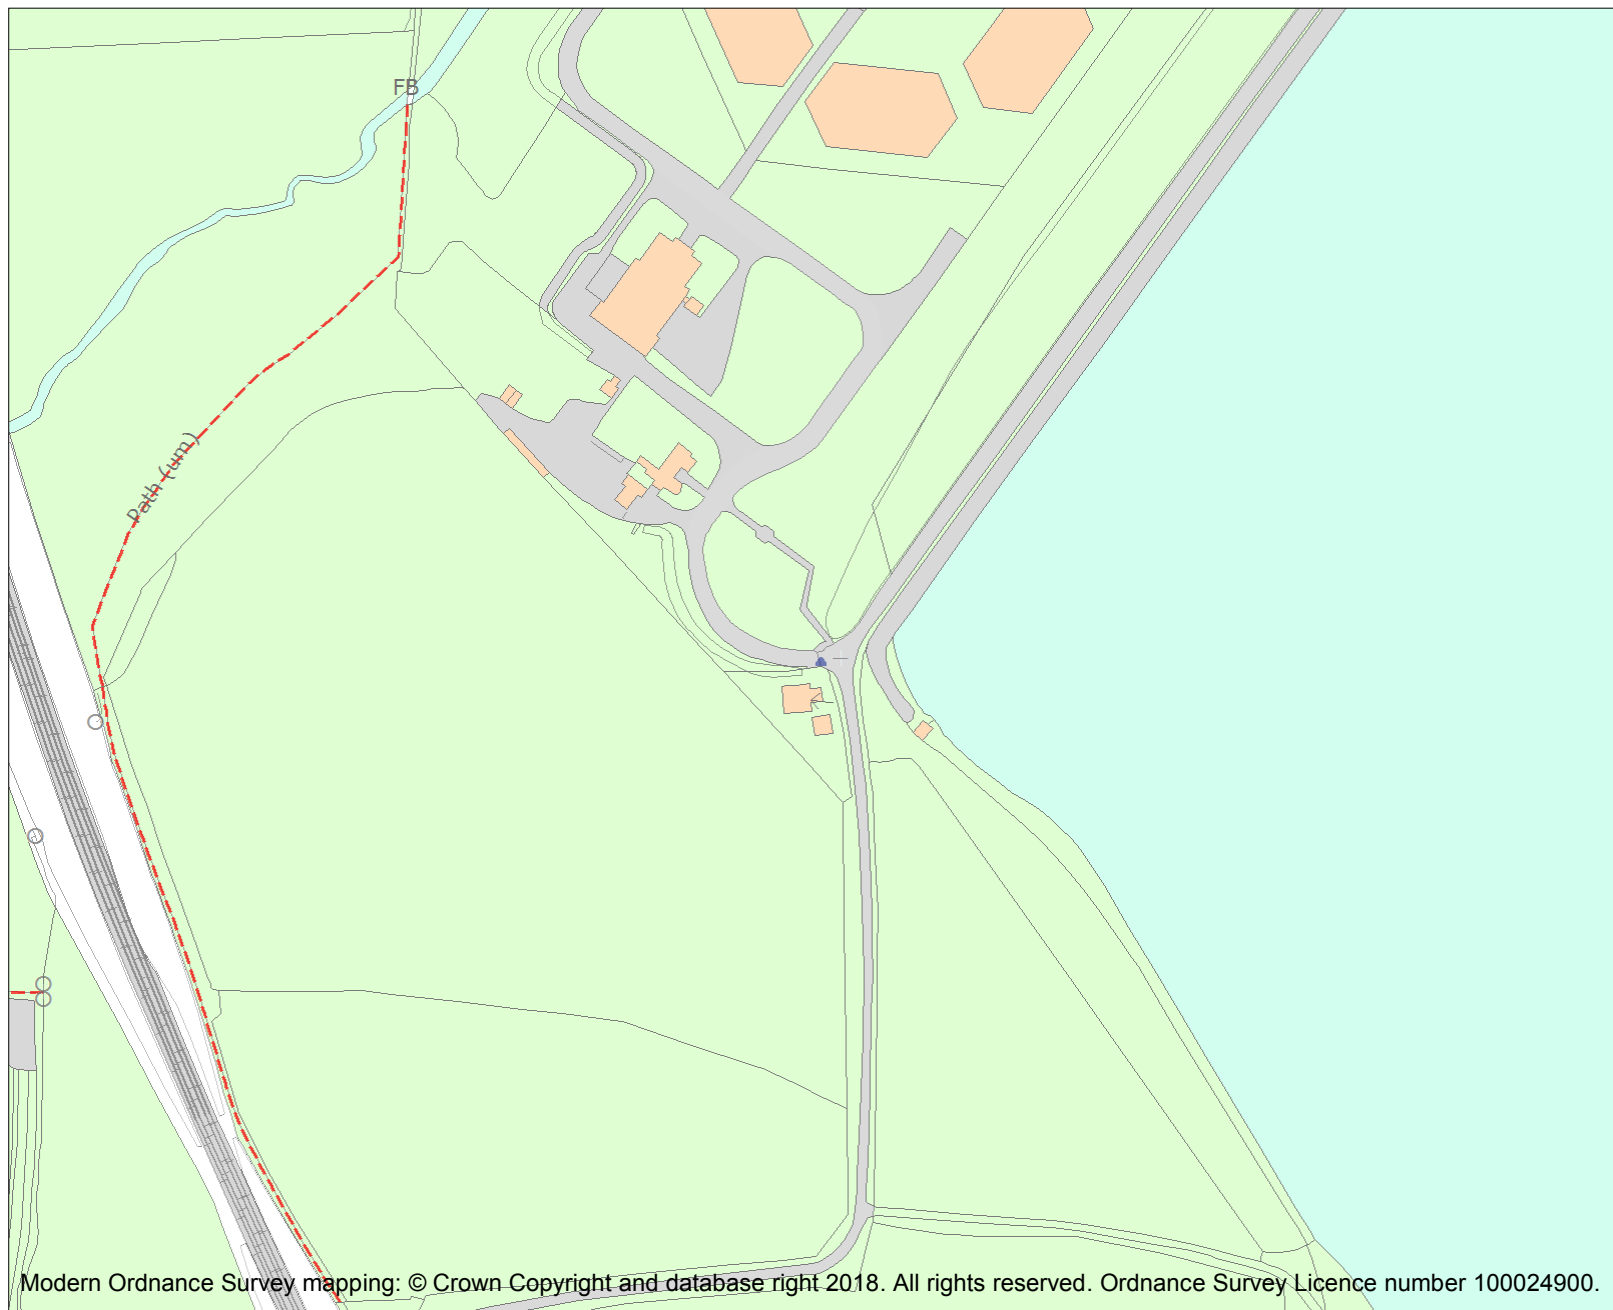 FB
Path (um)
Modern Ordnance Survey mapping: © Crown Copyright and database right 2018. All rights reserved. Ordnance Survey Licence number 100024900.